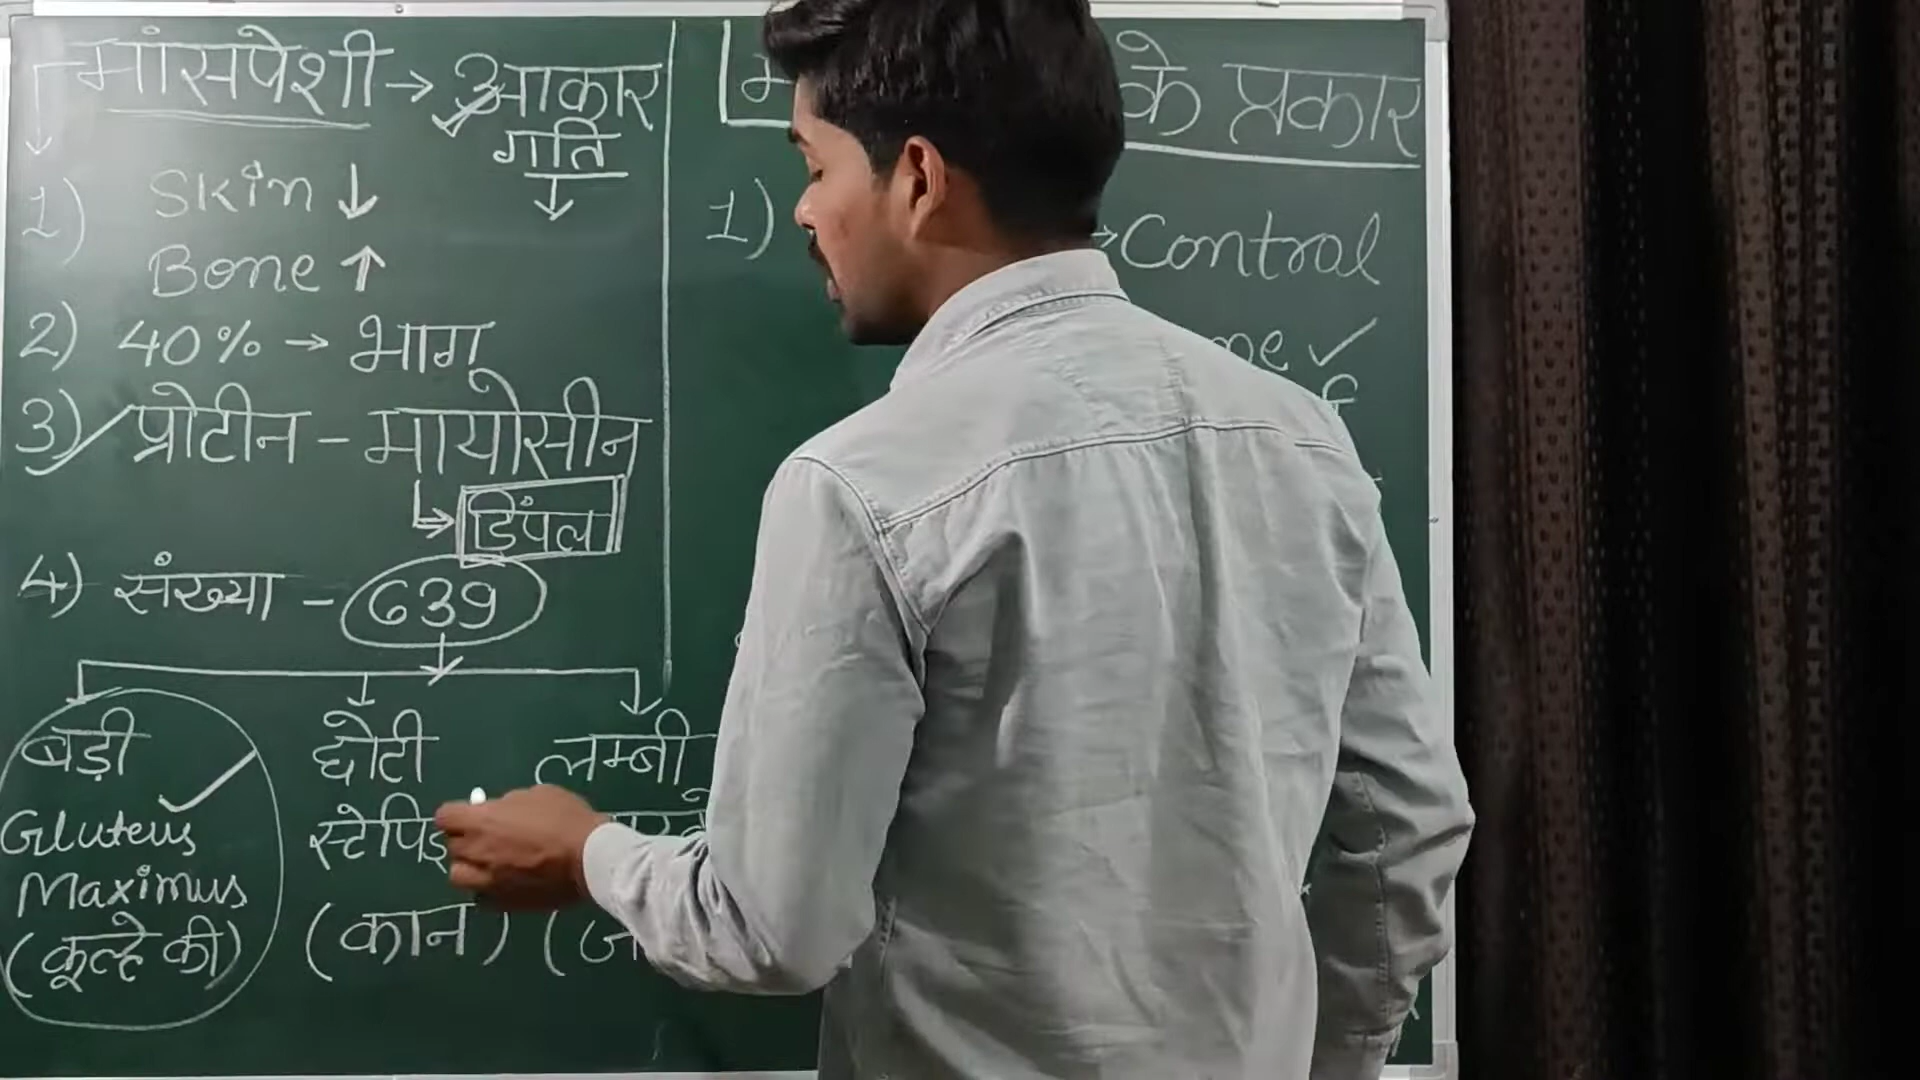 मांसपेशी → आकार
गति
1) Skin ↓
Bone ↑
2) 40% → भाग
3) प्रोटीन - मायोसीन
डिंपल
4) संख्या - 639
बड़ी छोटी लम्बी
Gluteus
Maximus
(कूल्हे की) (कान)
के प्रकार
1) → Control